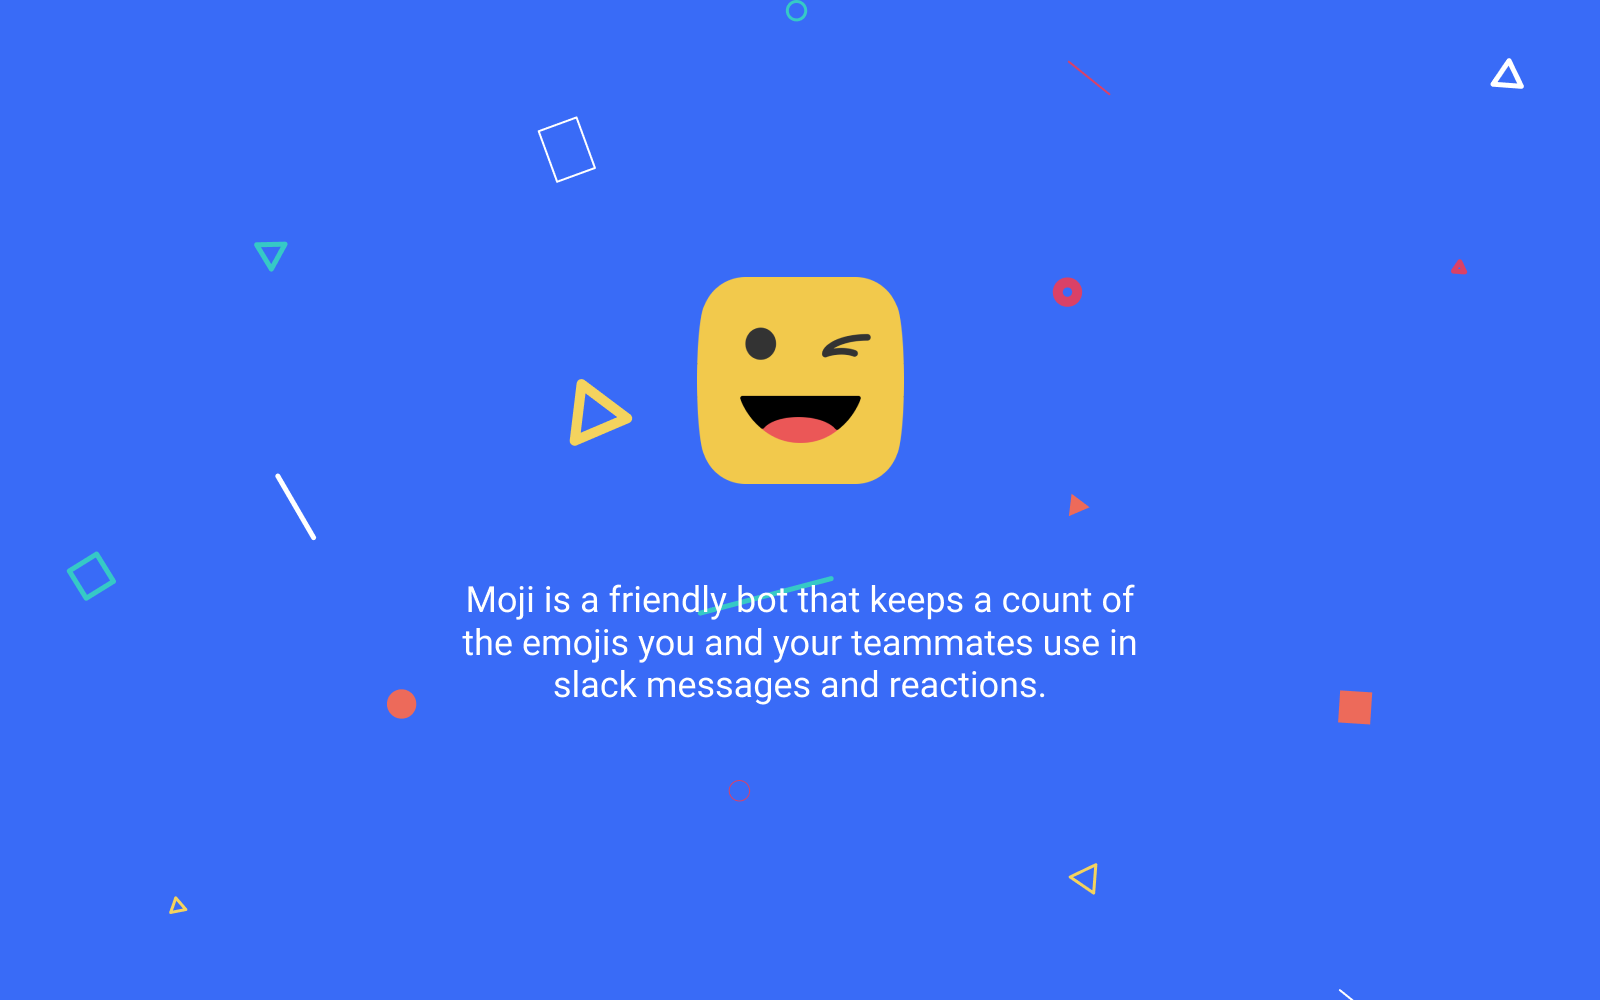 Moji is a friendly bot that keeps a count of
the emojis you and your teammates use in
slack messages and reactions.